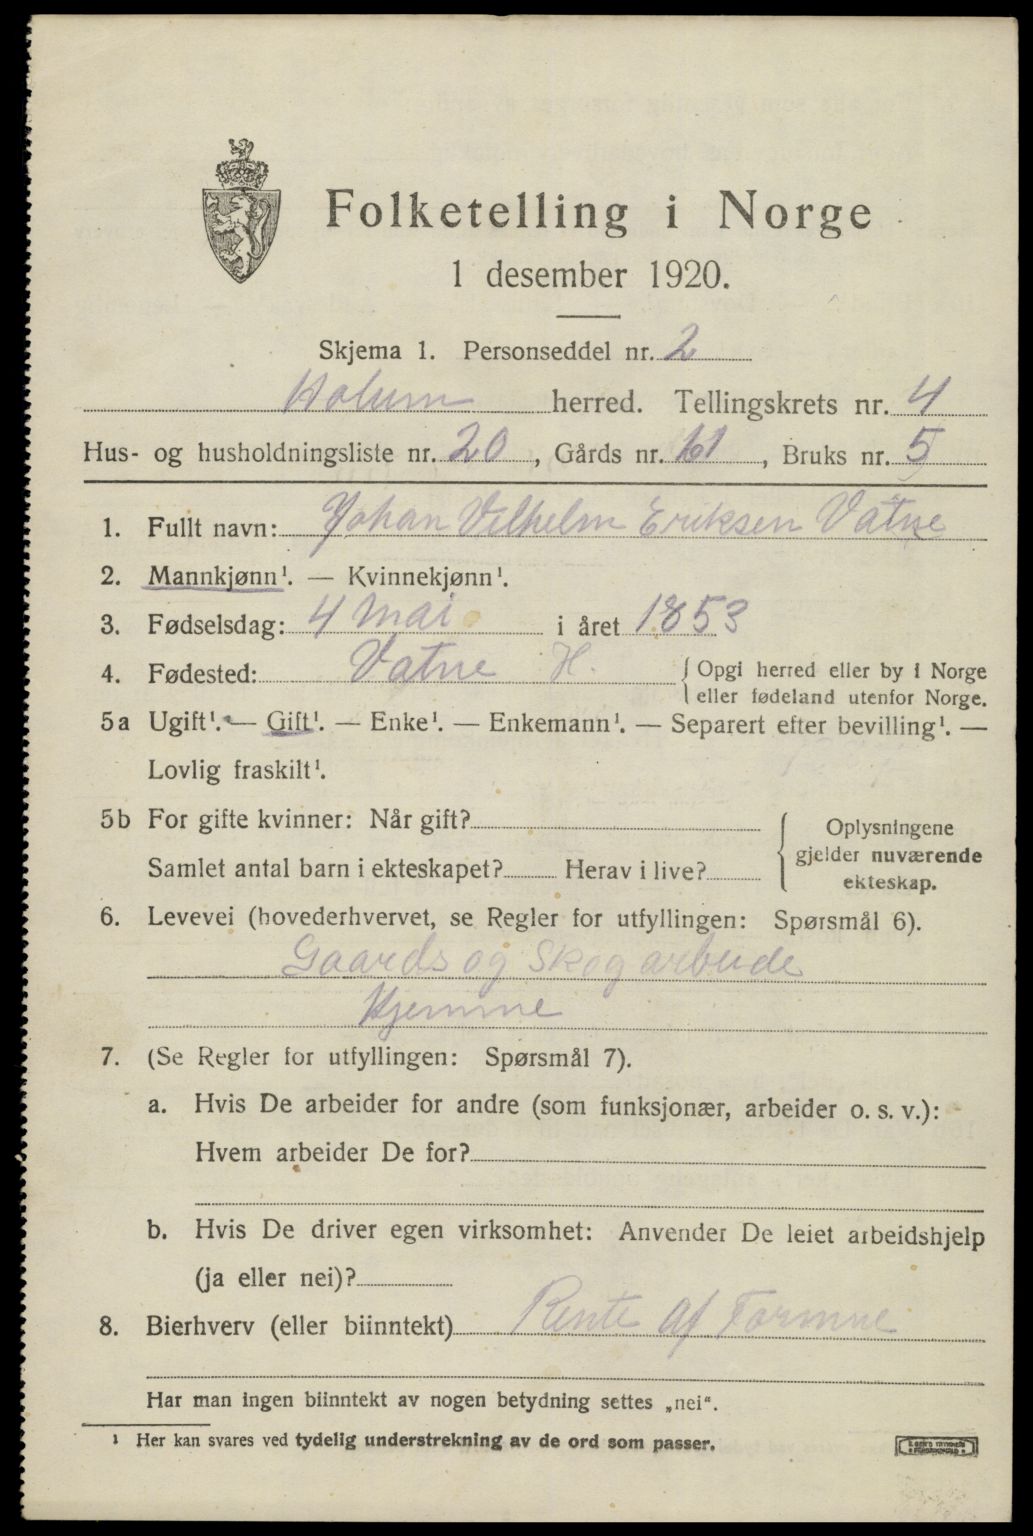 Folketelling i Norge
1 desember 1920.
Skjema 1. Personseddel nr. 2
Holum herred. Tellingskrets nr. 4
Hus- og husholdningsliste nr. 20, Gårds nr. 61, Bruks nr. 5
1. Fullt navn: Johan Vilhelm Eriksen Vatne
2. Mannkjønn¹. — Kvinnekjønn¹.
3. Fødselsdag: 4 Mai i året 1853
4. Fødested: Vatne H. Opgi herred eller by i Norge
eller fødeland utenfor Norge.
5a Ugift¹. — Gift¹. — Enke¹. — Enkemann¹. — Separert efter bevilling¹. —
Lovlig fraskilt¹.
5b For gifte kvinner: Når gift?
Samlet antal barn i ekteskapet? Herav i live?
Oplysningene
gjelder nuværende
ekteskap.
6. Levevei (hovederhvervet, se Regler for utfyllingen: Spørsmål 6).
Gaards og Skog arbeide
Hjemme
7. (Se Regler for utfyllingen: Spørsmål 7).
a. Hvis De arbeider for andre (som funksjonær, arbeider o. s. v.):
Hvem arbeider De for?
b. Hvis De driver egen virksomhet: Anvender De leiet arbeidshjelp
(ja eller nei)?
8. Bierhverv (eller biinntekt) Rente af Formue
Har man ingen biinntekt av nogen betydning settes „nei“.
¹ Her kan svares ved tydelig understrekning av de ord som passer.